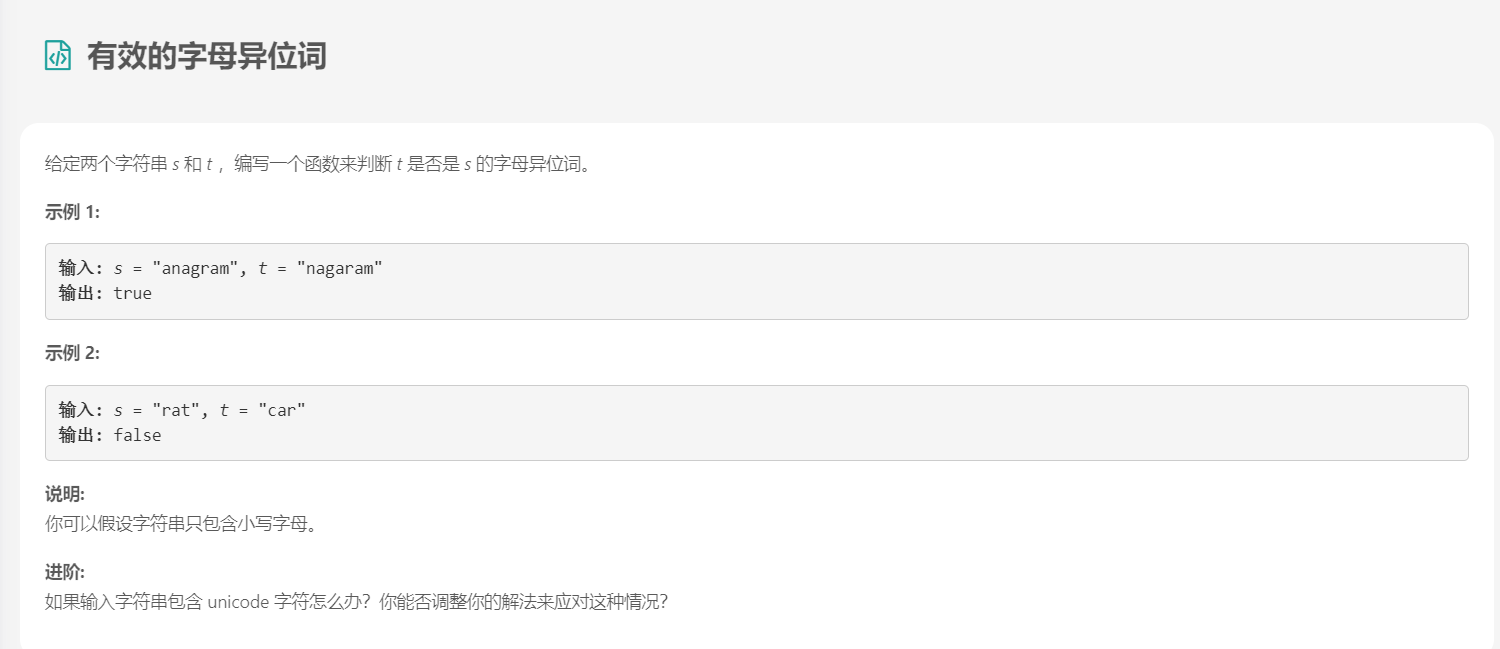 有效的字母异位词
给定两个字符串 s 和 t ，编写一个函数来判断 t 是否是 s 的字母异位词。
示例 1:
输入: s = "anagram", t = "nagaram"
输出: true
示例 2:
输入: s = "rat", t = "car"
输出: false
说明:
你可以假设字符串只包含小写字母。
进阶:
如果输入字符串包含 unicode 字符怎么办？你能否调整你的解法来应对这种情况？